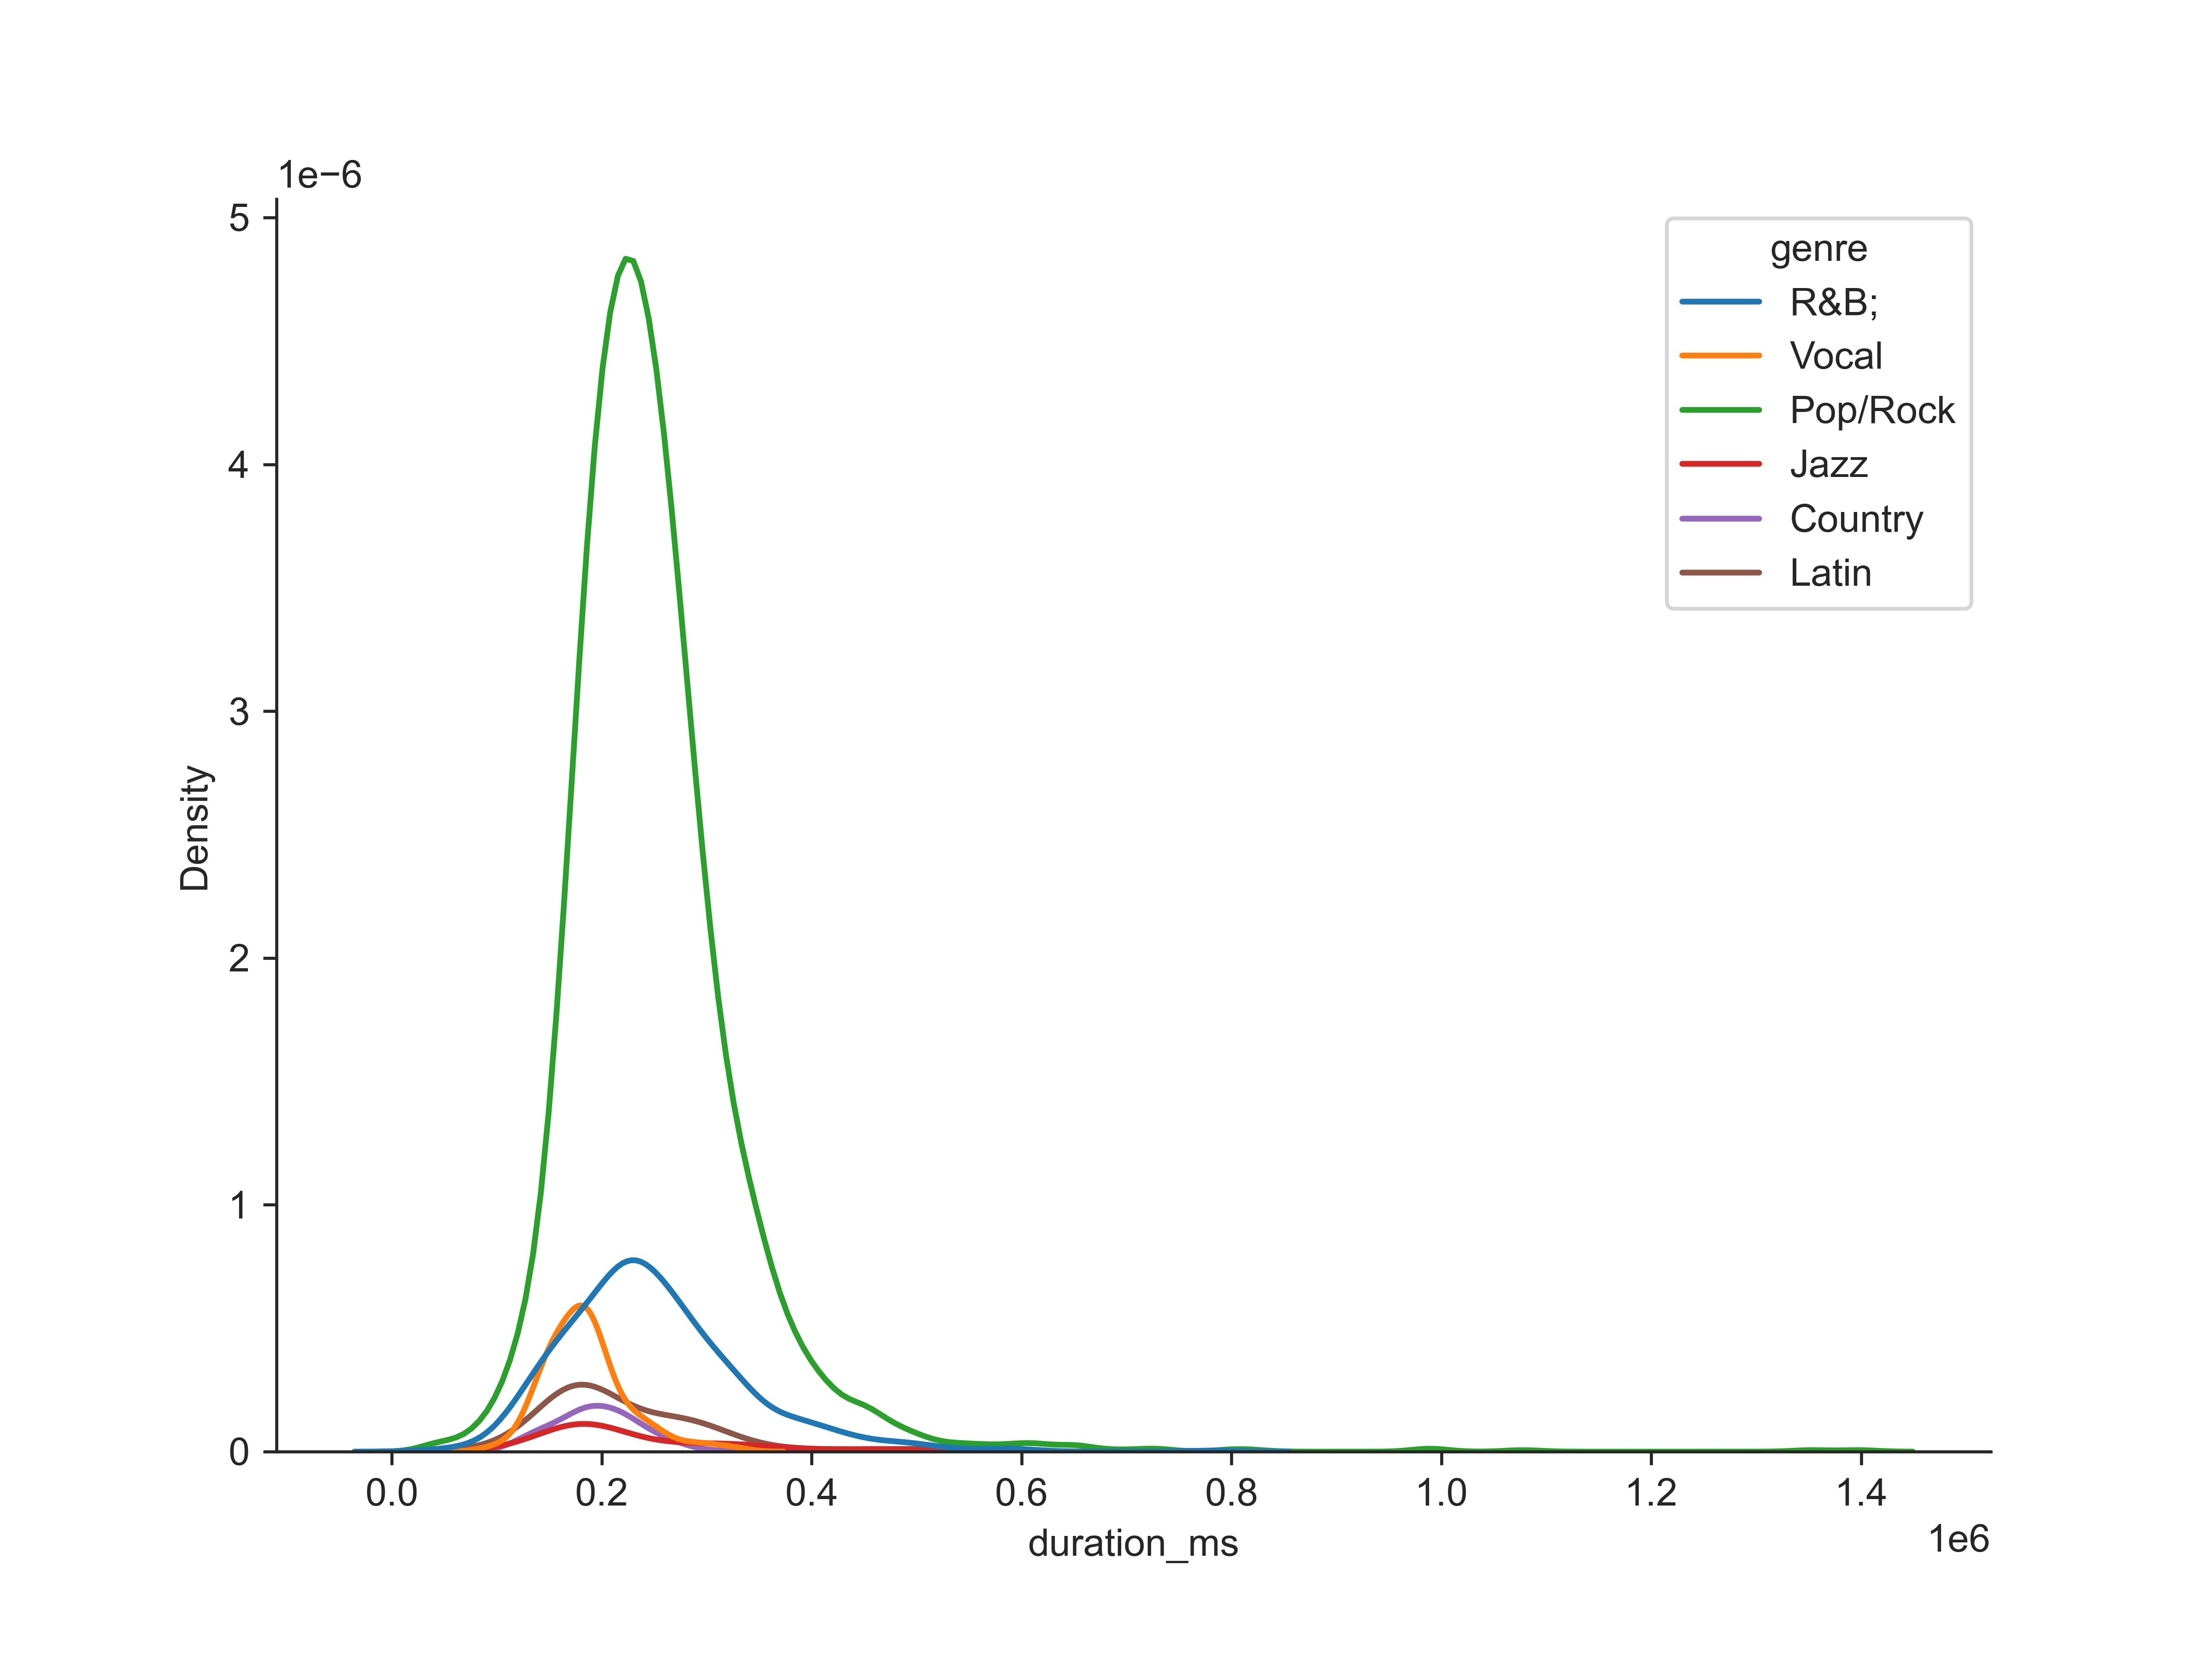 1e−6
5
4
3
2
1
0
Density
genre
R&B;
Vocal
Pop/Rock
Jazz
Country
Latin
0.0 0.2 0.4 0.6 0.8 1.0 1.2 1.4
duration_ms
1e6